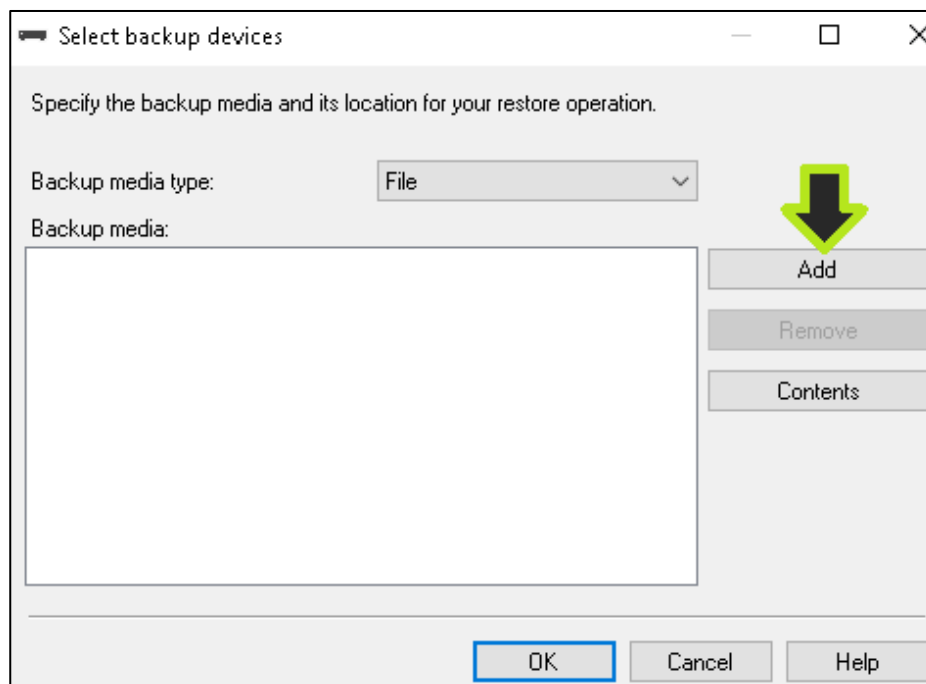 Select backup devices
Specify the backup media and its location for your restore operation.
Backup media type:
File
Backup media:
Add
Remove
Contents
OK
Cancel
Help